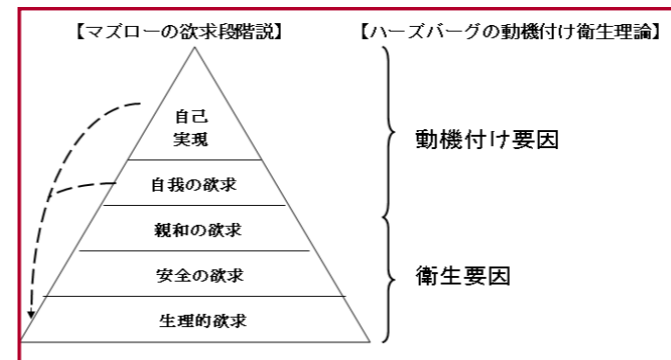 【マズローの欲求段階説】
【ハーズバーグの動機付け衛生理論】
自己
実現
自我の欲求
親和の欲求
安全の欲求
生理的欲求
動機付け要因
衛生要因